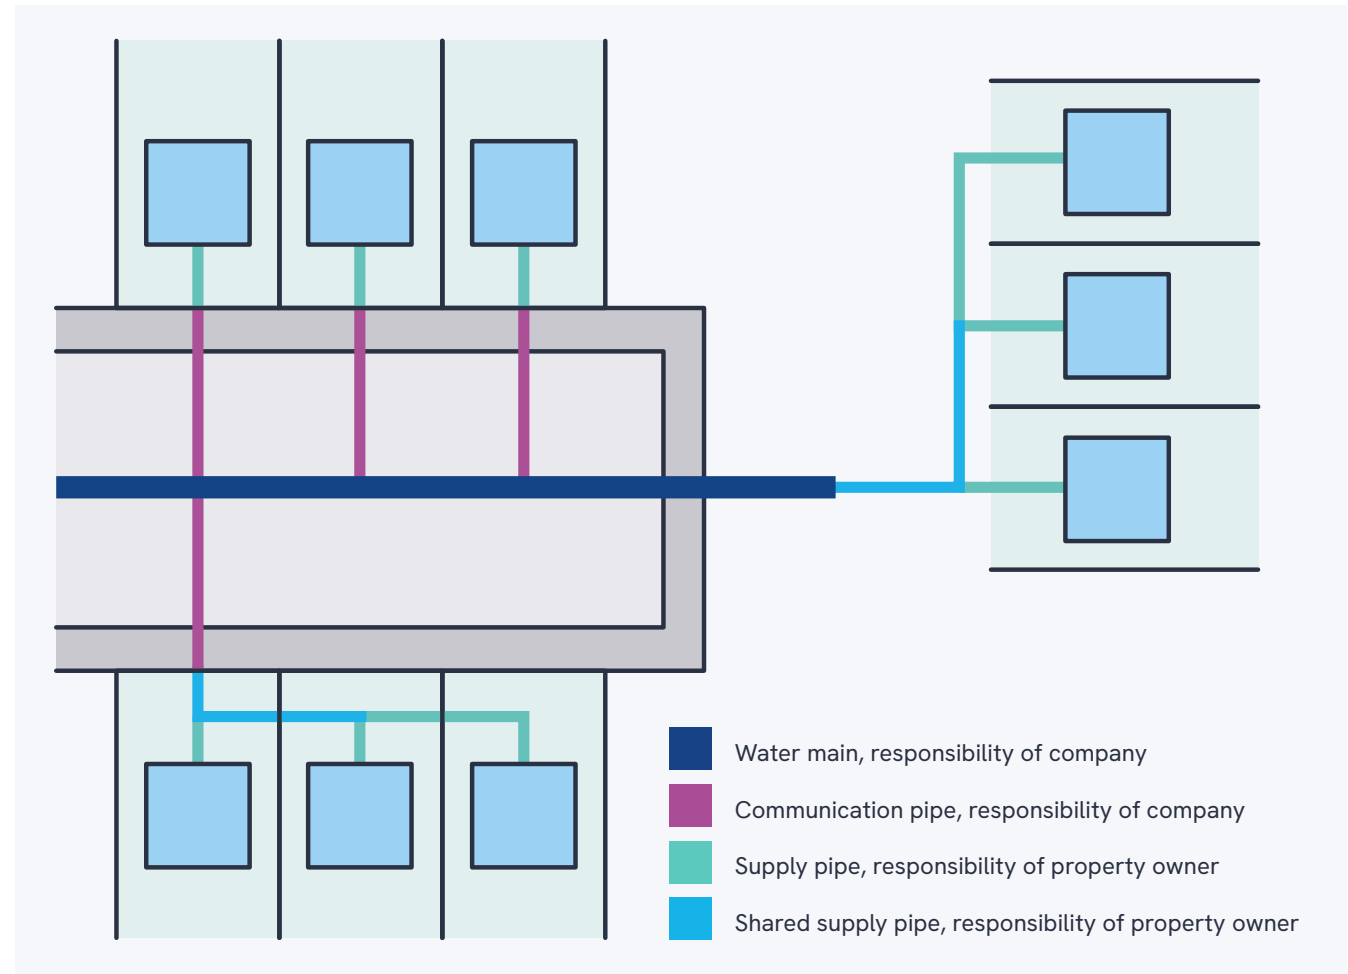 Water main, responsibility of company
Communication pipe, responsibility of company
Supply pipe, responsibility of property owner
Shared supply pipe, responsibility of property owner